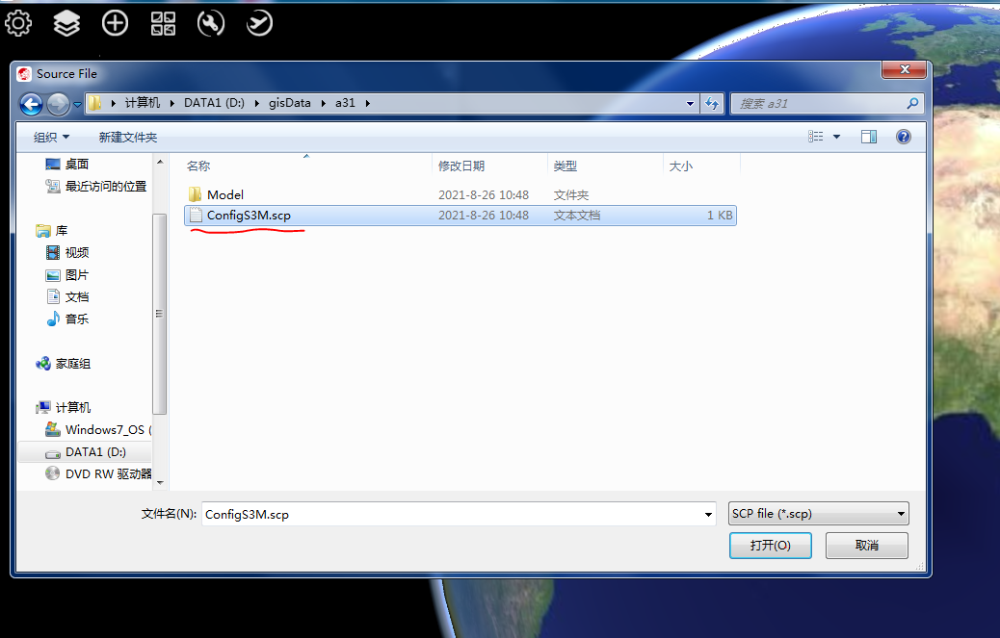 Source File
计算机 DATA1 (D:) gisData a31
搜索 a31
组织 新建文件夹
桌面
最近访问的位置
库
视频
图片
文档
音乐
家庭组
计算机
Windows7_OS (
DATA1 (D:)
DVD RW 驱动器
名称 修改日期 类型 大小
Model 2021-8-26 10:48 文件夹
ConfigS3M.scp 2021-8-26 10:48 文本文档 1 KB
文件名(N): ConfigS3M.scp SCP file (*.scp)
打开(O) 取消